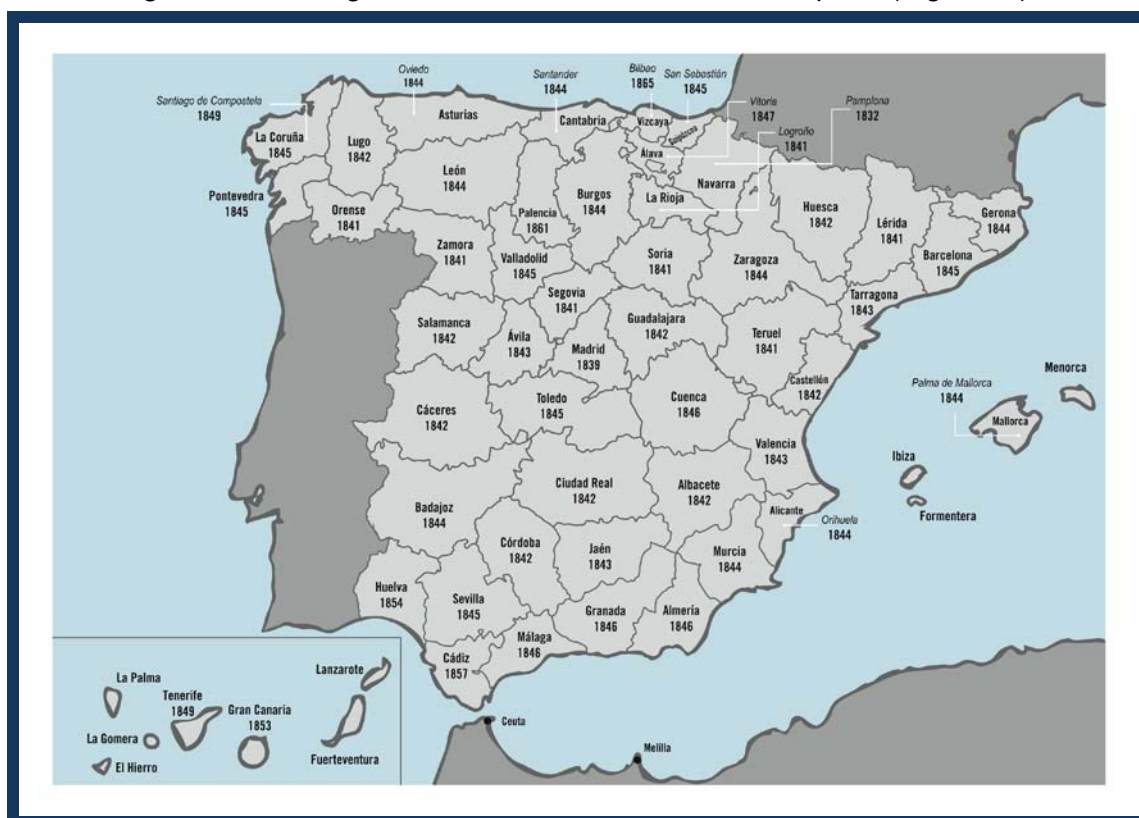 Oviedo
1844
Santander
1844
Bilbao
1865
San Sebastián
1845
Vitoria
1847
Pamplona
1832
Logroño
1841
Santiago de Compostela
1849
La Coruña
1845
Lugo
1842
Asturias
Cantabria
Vizcaya
Guipúzcoa
Álava
Navarra
La Rioja
León
1844
Palencia
1861
Burgos
1844
Huesca
1842
Lérida
1841
Gerona
1844
Barcelona
1845
Pontevedra
1845
Orense
1841
Zamora
1841
Valladolid
1845
Soria
1841
Zaragoza
1844
Tarragona
1843
Segovia
1841
Salamanca
1842
Ávila
1843
Madrid
1839
Guadalajara
1842
Teruel
1841
Castellón
1842
Cáceres
1842
Toledo
1845
Cuenca
1846
Valencia
1843
Palma de Mallorca
1844
Mallorca
Menorca
Ibiza
Formentera
Badajoz
1844
Ciudad Real
1842
Albacete
1842
Alicante
Orihuela
1844
Córdoba
1842
Jaén
1843
Murcia
1844
Huelva
1854
Sevilla
1845
Granada
1846
Almería
1846
Málaga
1846
Cádiz
1857
Ceuta
Melilla
La Palma
Tenerife
1849
Gran Canaria
1853
Lanzarote
La Gomera
El Hierro
Fuerteventura